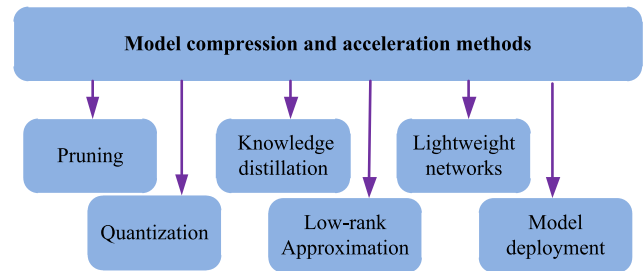 Model compression and acceleration methods
Pruning
Knowledge
distillation
Lightweight
networks
Quantization
Low-rank
Approximation
Model
deployment